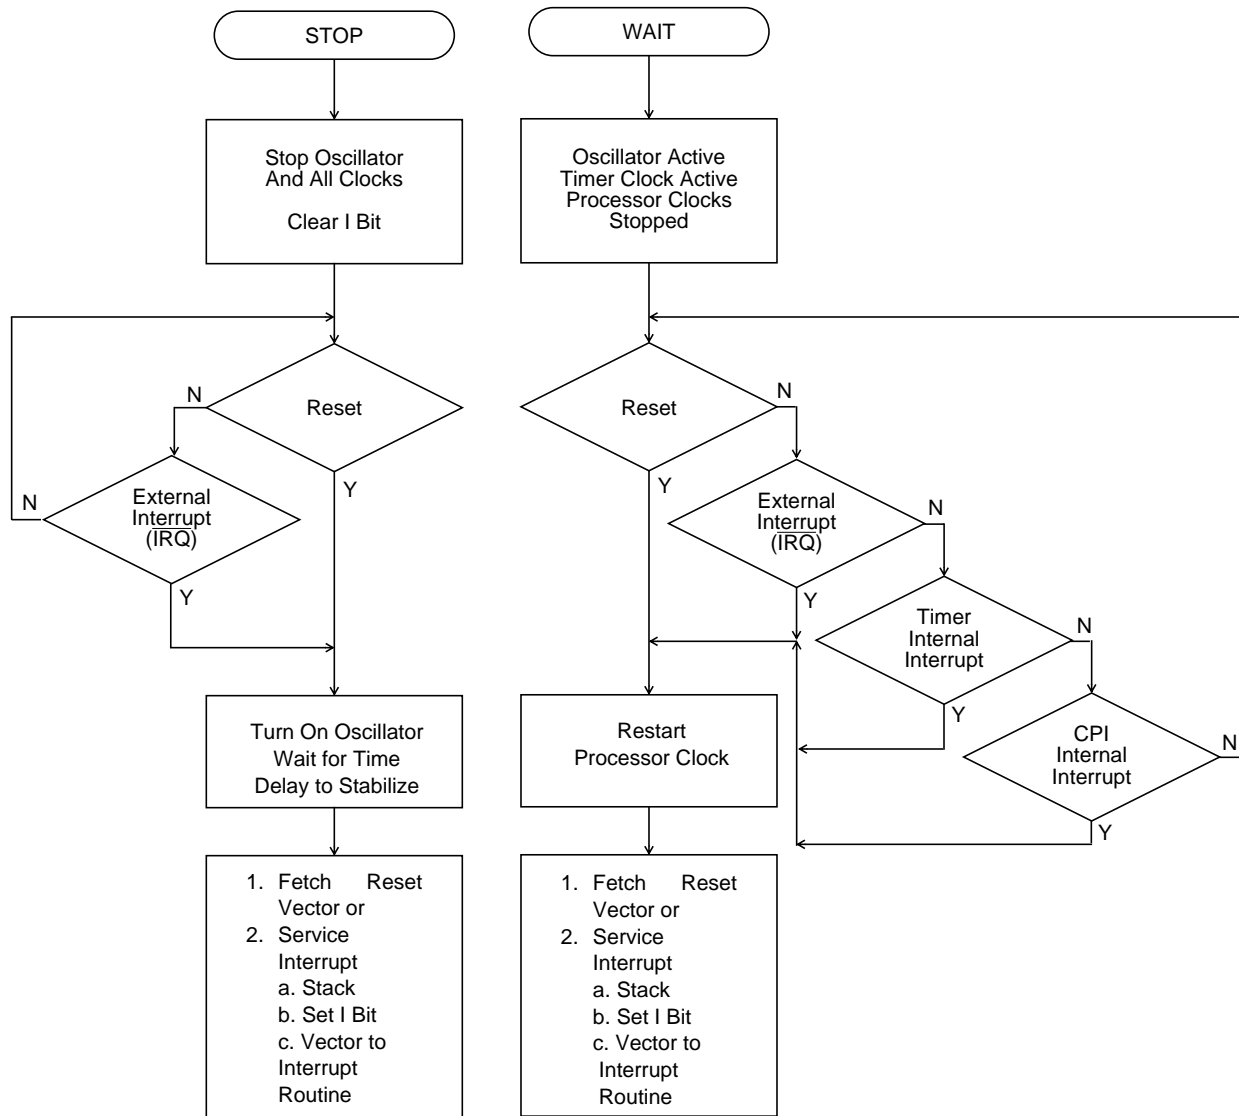 STOP
Stop Oscillator
And All Clocks
Clear I Bit
Reset
N
Y
External
Interrupt
(IRQ)
N
Y
Turn On Oscillator
Wait for Time
Delay to Stabilize
1. Fetch Reset
Vector or
2. Service
Interrupt
a. Stack
b. Set I Bit
c. Vector to
Interrupt
Routine
WAIT
Oscillator Active
Timer Clock Active
Processor Clocks
Stopped
Reset
N
Y
External
Interrupt
(IRQ)
N
Y
Timer
Internal
Interrupt
N
Y
CPI
Internal
Interrupt
N
Y
Restart
Processor Clock
1. Fetch Reset
Vector or
2. Service
Interrupt
a. Stack
b. Set I Bit
c. Vector to
Interrupt
Routine